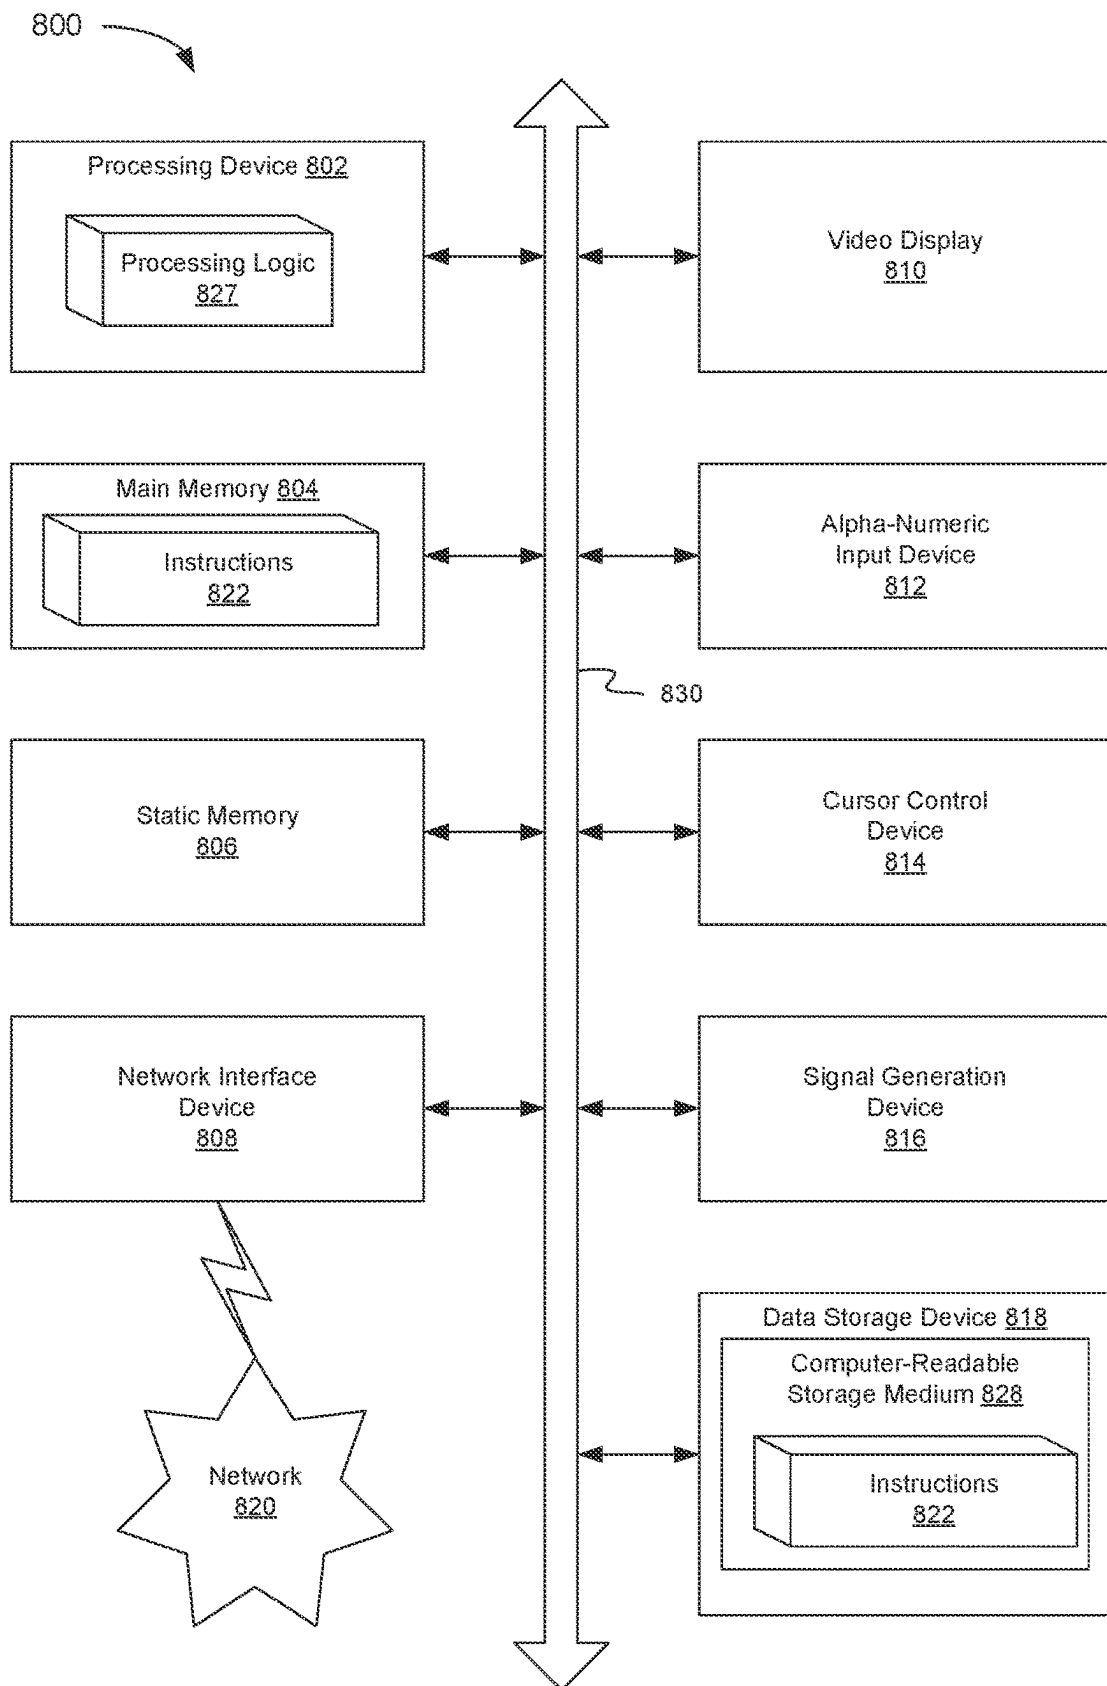 800
Processing Device 802
Processing Logic
827
Video Display
810
Main Memory 804
Instructions
822
Alpha-Numeric
Input Device
812
830
Static Memory
806
Cursor Control
Device
814
Network Interface
Device
808
Signal Generation
Device
816
Data Storage Device 818
Computer-Readable
Storage Medium 828
Instructions
822
Network
820